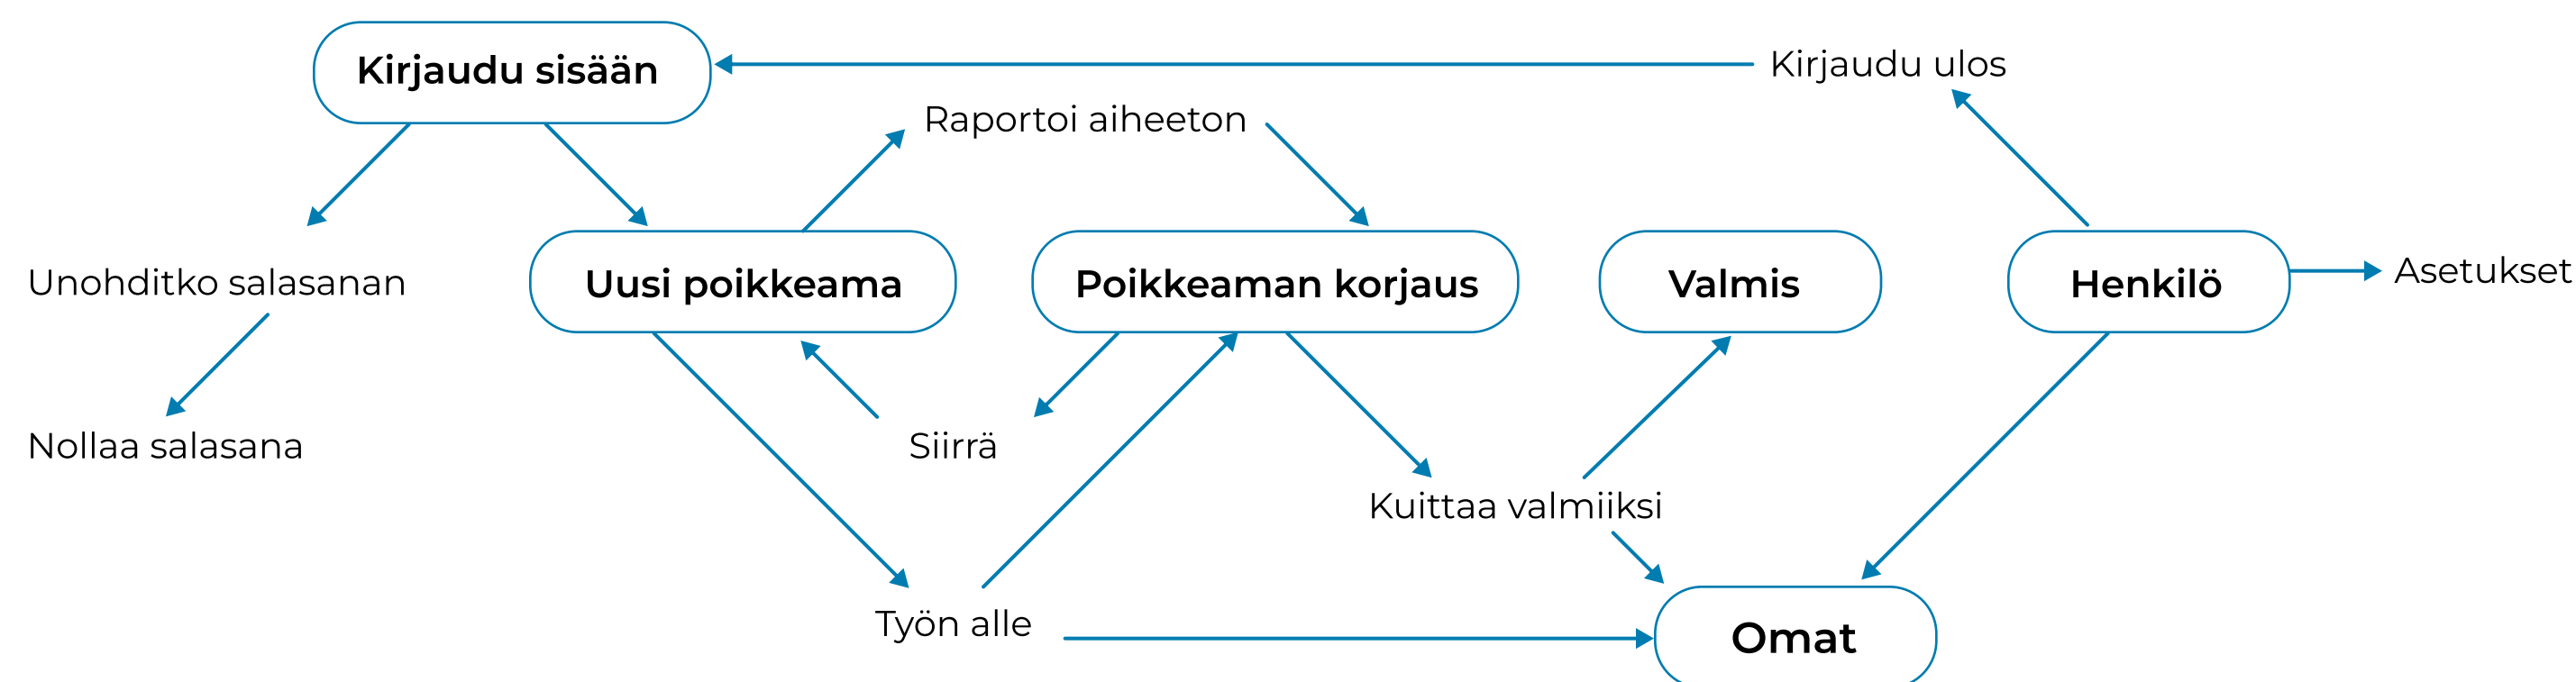 Kirjaudu sisään
Kirjaudu ulos
Raportoi aiheeton
Unohditko salasanan
Uusi poikkeama
Poikkeaman korjaus
Valmis
Henkilö
Asetukset
Nollaa salasana
Siirrä
Kuittaa valmiiksi
Työn alle
Omat